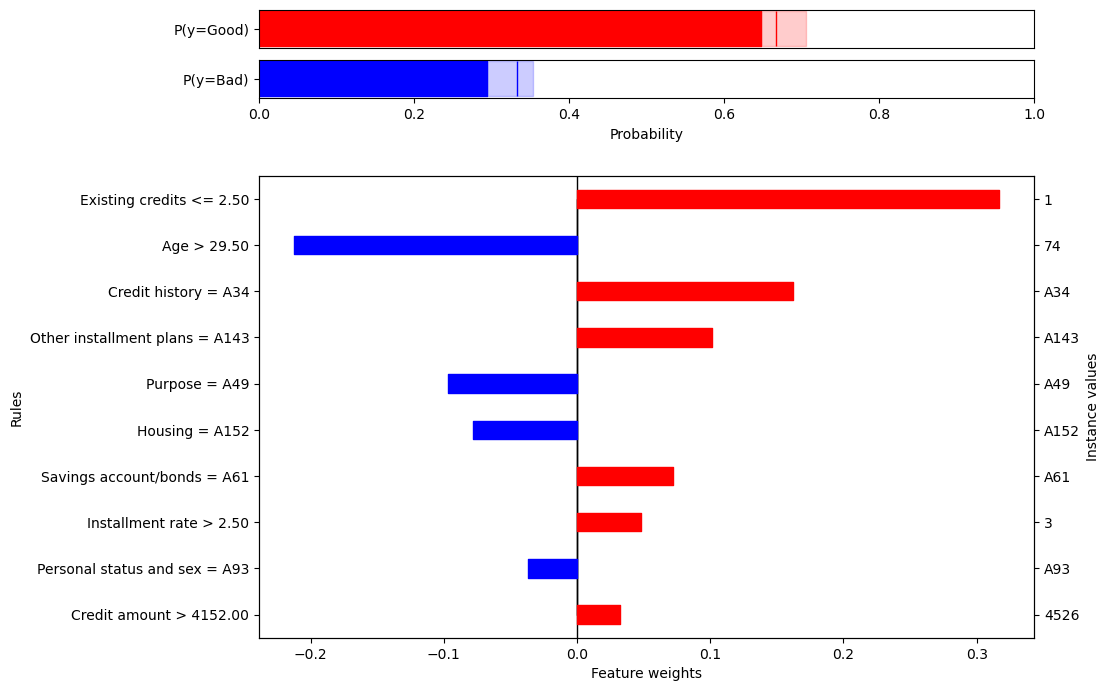 P(y=Good)
P(y=Bad)
0.0 0.2 0.4 0.6 0.8 1.0
Probability
Existing credits <= 2.50 1
Age > 29.50 74
Credit history = A34 A34
Other installment plans = A143 A143
Purpose = A49 A49
Housing = A152 A152
Savings account/bonds = A61 A61
Installment rate > 2.50 3
Personal status and sex = A93 A93
Credit amount > 4152.00 4526
Rules
Instance values
−0.2 −0.1 0.0 0.1 0.2 0.3
Feature weights